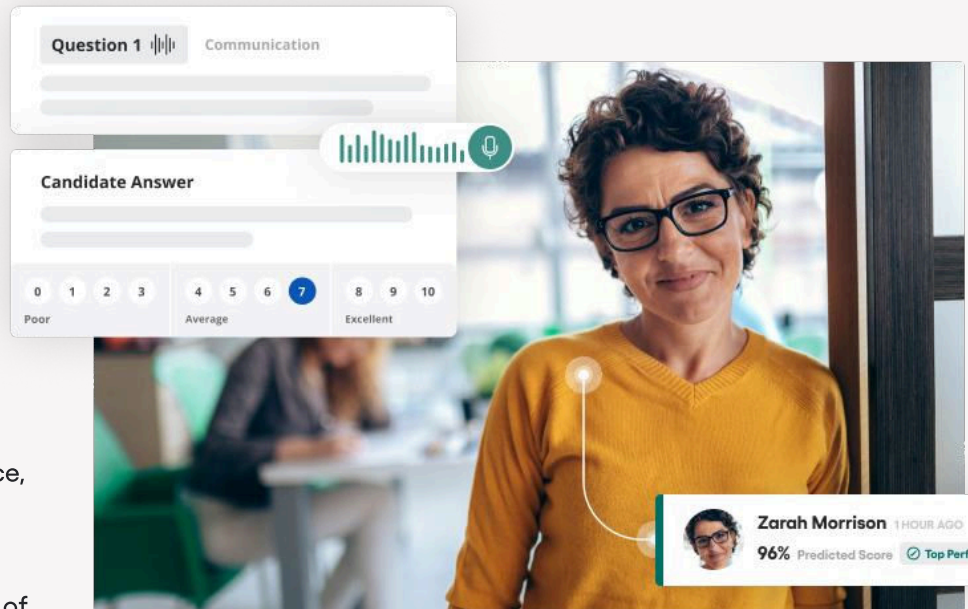 Question 1 Communication
Candidate Answer
0 1 2 3 4 5 6 7 8 9 10
Poor Average Excellent
ce,
of
Zarah Morrison 1 HOUR AGO
96% Predicted Score Top Perf